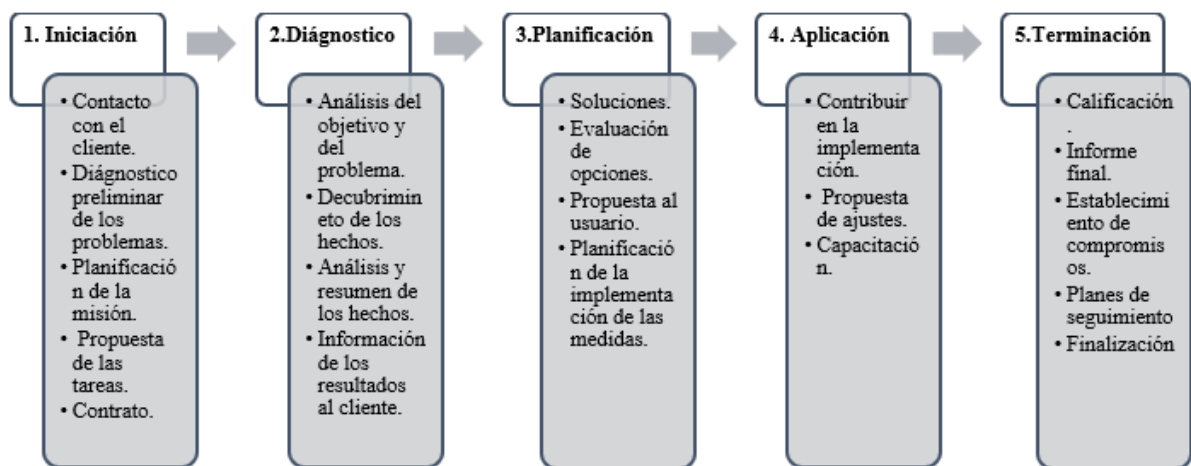 1. Iniciación
• Contacto
con el
cliente.
• Diágnostico
preliminar
de los
problemas.
• Planificació
n de la
misión.
• Propuesta
de las
tareas.
• Contrato.
2.Diágnostico
• Análisis del
objetivo y
del
problema.
• Decubrimin
eto de los
hechos.
• Análisis y
resumen de
los hechos.
• Información
de los
resultados
al cliente.
3.Planificación
• Soluciones.
• Evaluación
de
opciones.
• Propuesta al
usuario.
• Planificació
n de la
implementa
ción de las
medidas.
4. Aplicación
• Contribuir
en la
implementa
ción.
• Propuesta
de ajustes.
• Capacitació
n.
5.Terminación
• Calificación
.
• Informe
final.
• Establecimi
ento de
compromis
os.
• Planes de
seguimiento
• Finalización